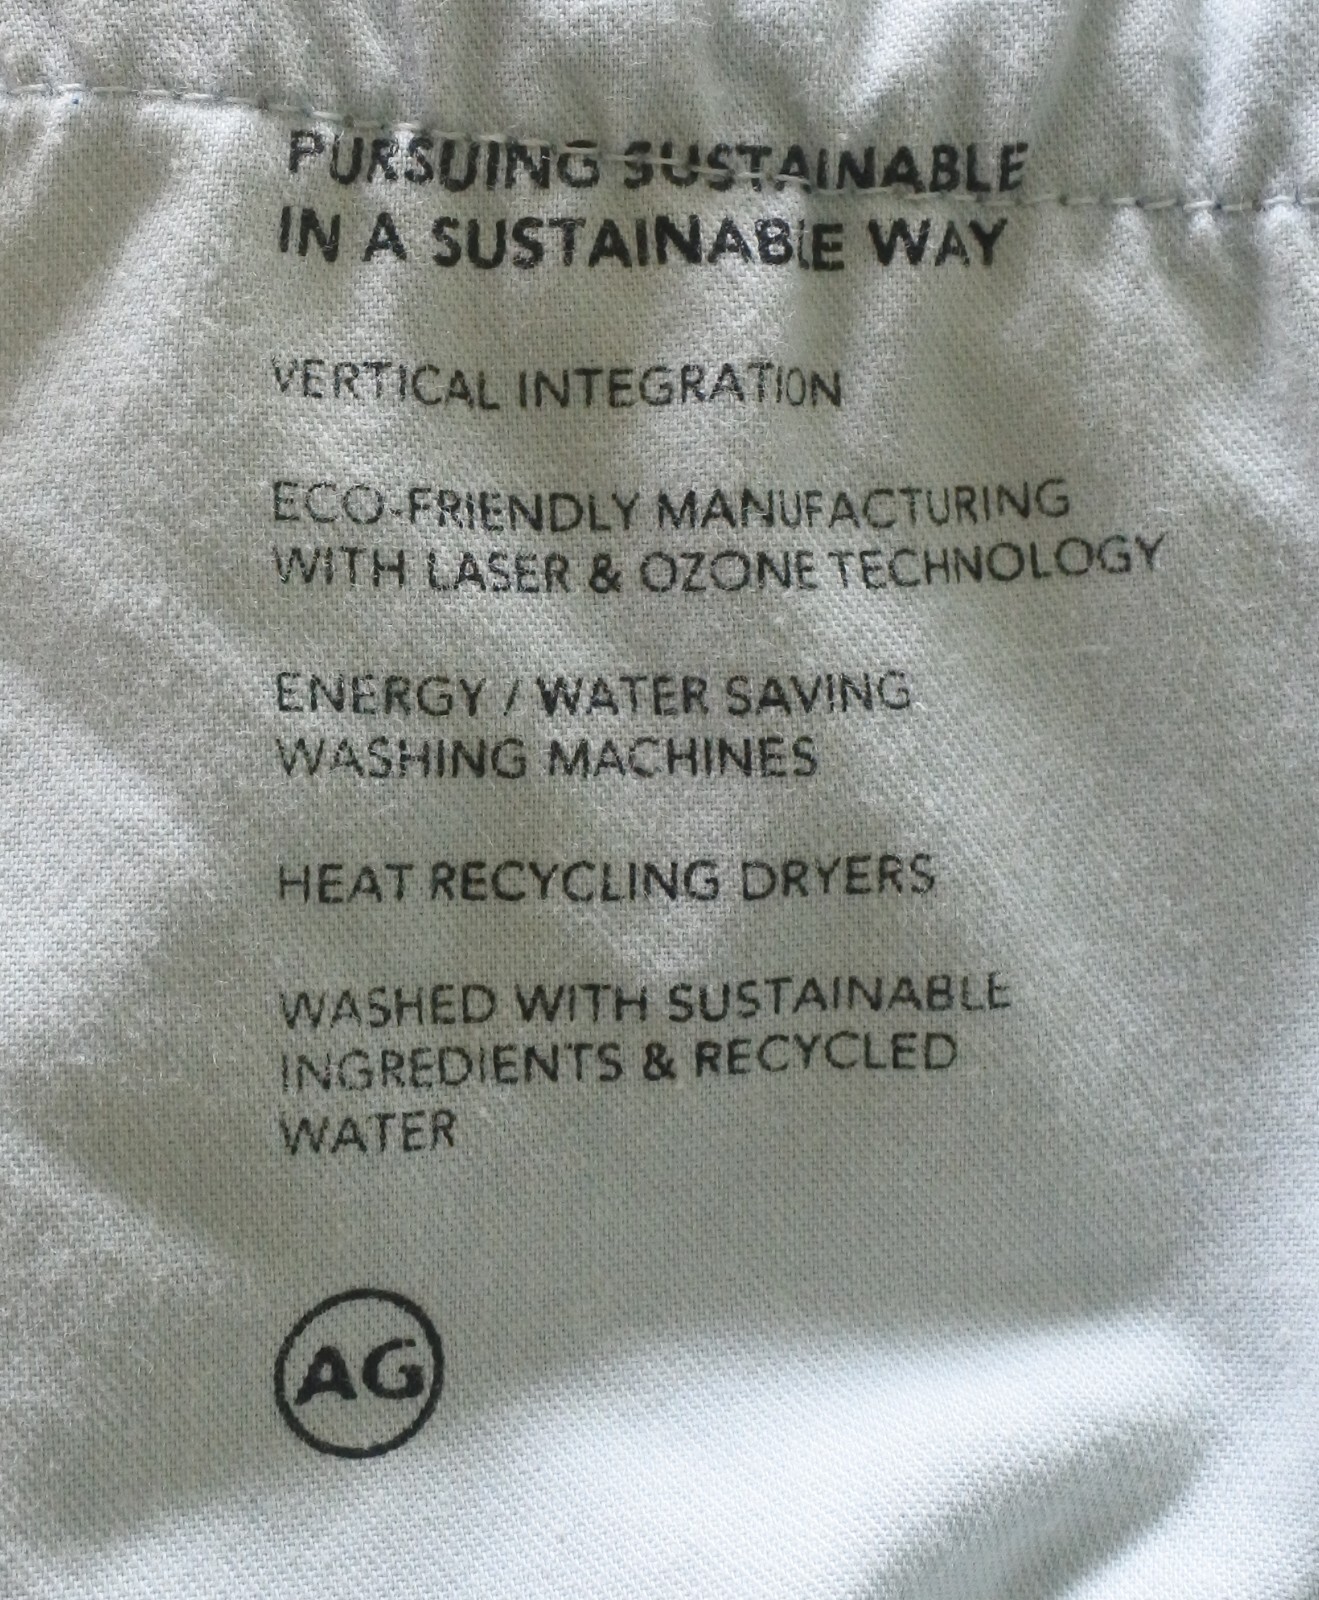 PURSUING SUSTAINABLE
IN A SUSTAINABLE WAY
VERTICAL INTEGRATION
ECO-FRIENDLY MANUFACTURING
WITH LASER & OZONE TECHNOLOGY
ENERGY / WATER SAVING
WASHING MACHINES
HEAT RECYCLING DRYERS
WASHED WITH SUSTAINABLE
INGREDIENTS & RECYCLED
WATER
AG